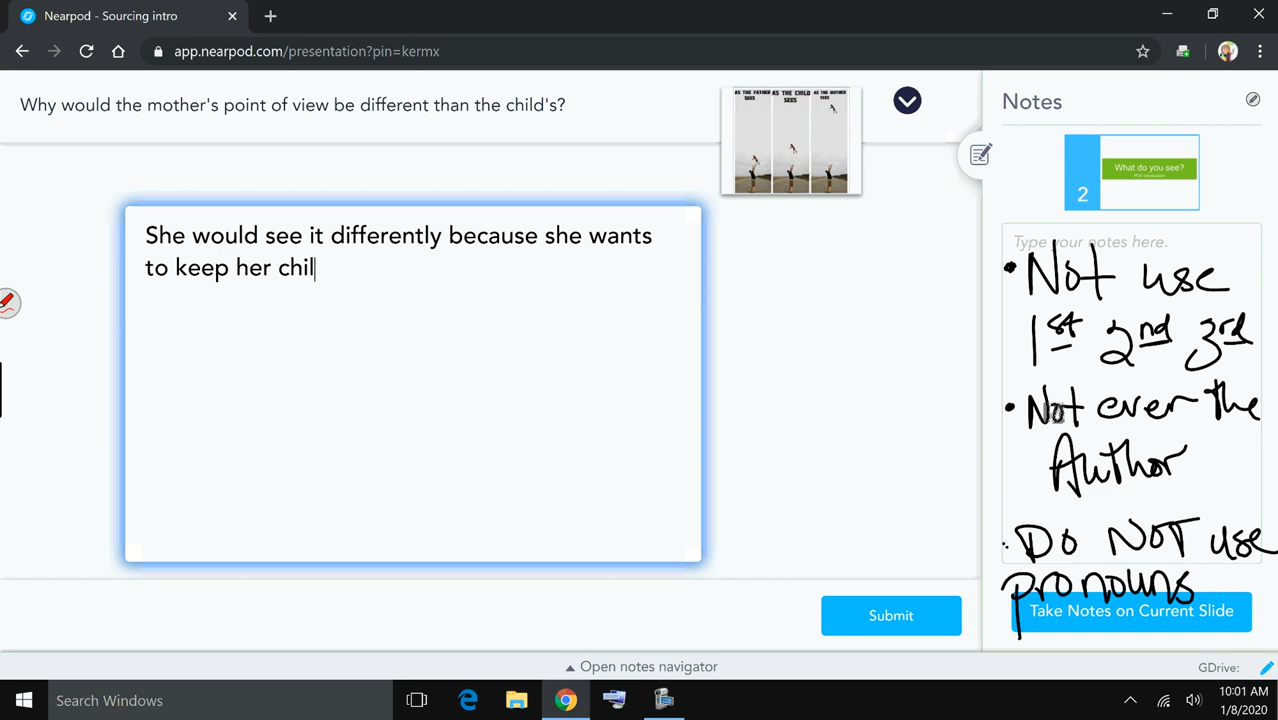 Nearpod - Sourcing intro
app.nearpod.com/presentation?pin=kermx
Why would the mother's point of view be different than the child's?
AS THE FATHER SEES
AS THE CHILD SEES
AS THE MOTHER SEES
She would see it differently because she wants
to keep her chil
Submit
Notes
2
What do you see?
Type your notes here.
• Not use
1st 2nd 3rd
• Not ever the
Author
. Do NOT use
pronouns
Take Notes on Current Slide
Open notes navigator
GDrive:
Search Windows
10:01 AM
1/8/2020